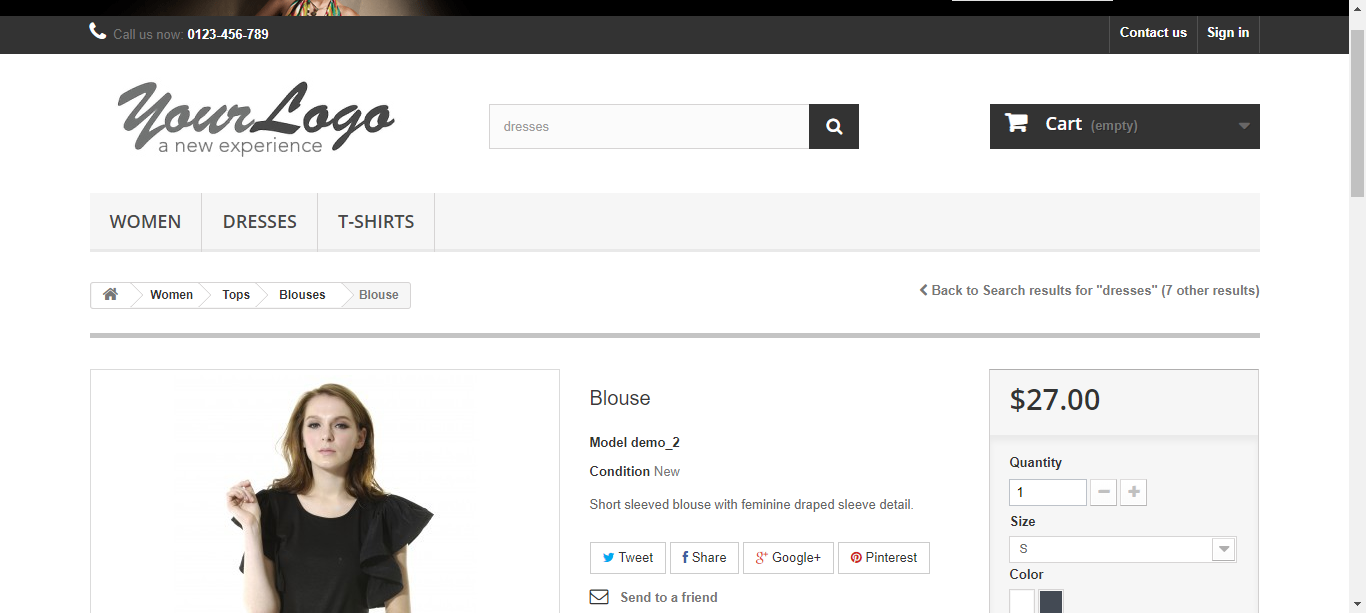 Call us now: 0123-456-789
Contact us
Sign in
YourLogo
a new experience
dresses
Cart (empty)
WOMEN
DRESSES
T-SHIRTS
Women
Tops
Blouses
Blouse
Back to Search results for "dresses" (7 other results)
Blouse
$27.00
Model demo_2
Condition New
Short sleeved blouse with feminine draped sleeve detail.
Quantity
1
Size
S
Color
Tweet
Share
Google+
Pinterest
Send to a friend